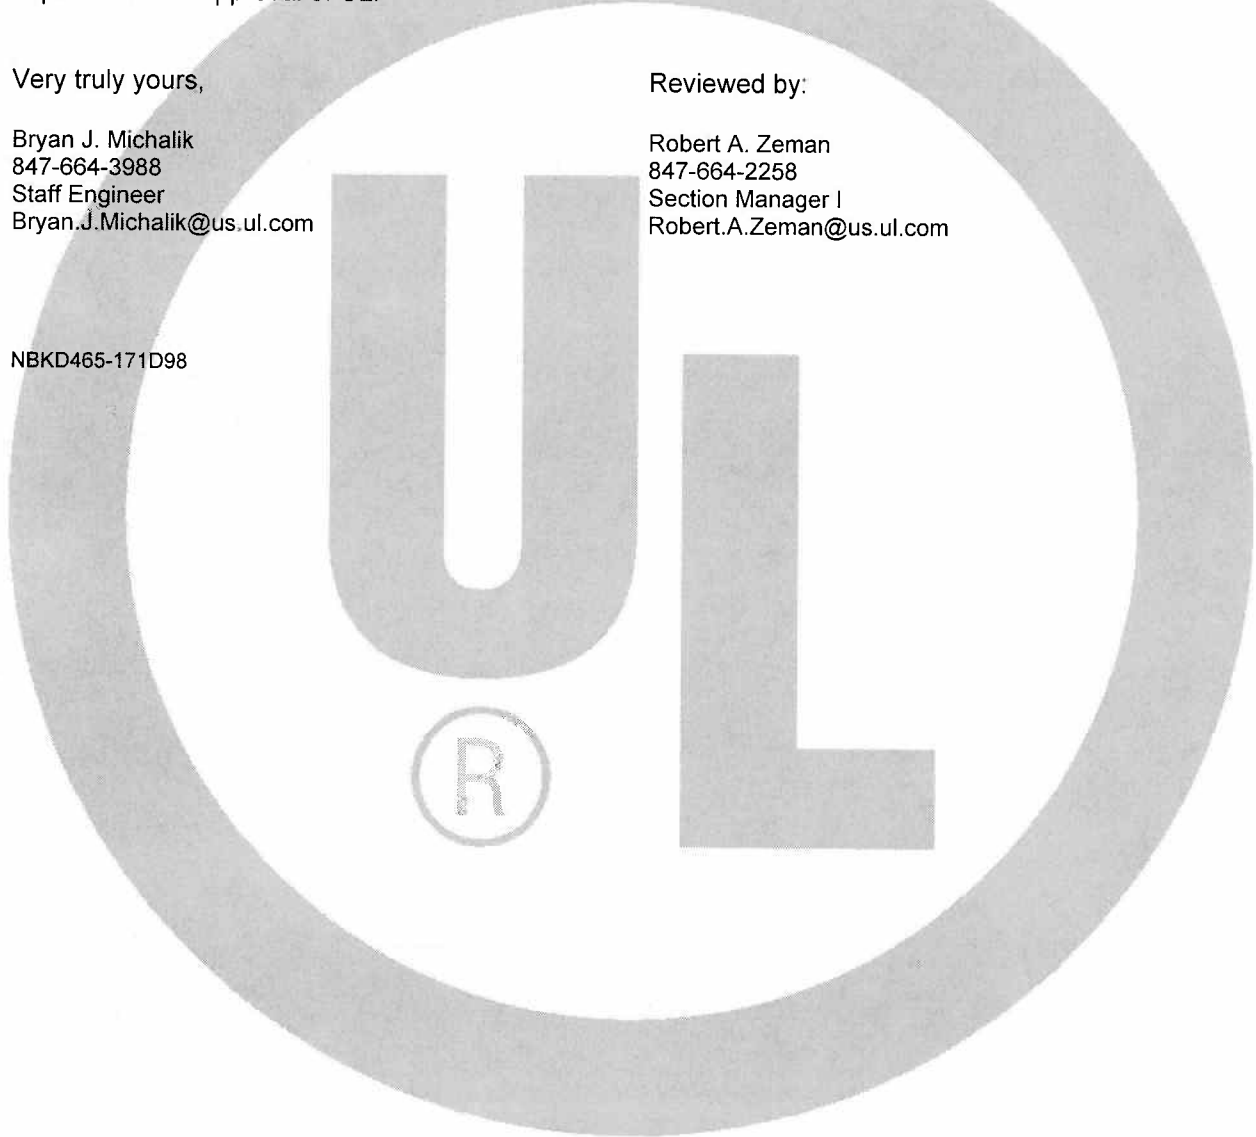 Very truly yours,
Bryan J. Michalik
847-664-3988
Staff Engineer
Bryan.J.Michalik@us.ul.com
Reviewed by:
Robert A. Zeman
847-664-2258
Section Manager I
Robert.A.Zeman@us.ul.com
NBKD465-171D98
UL
®